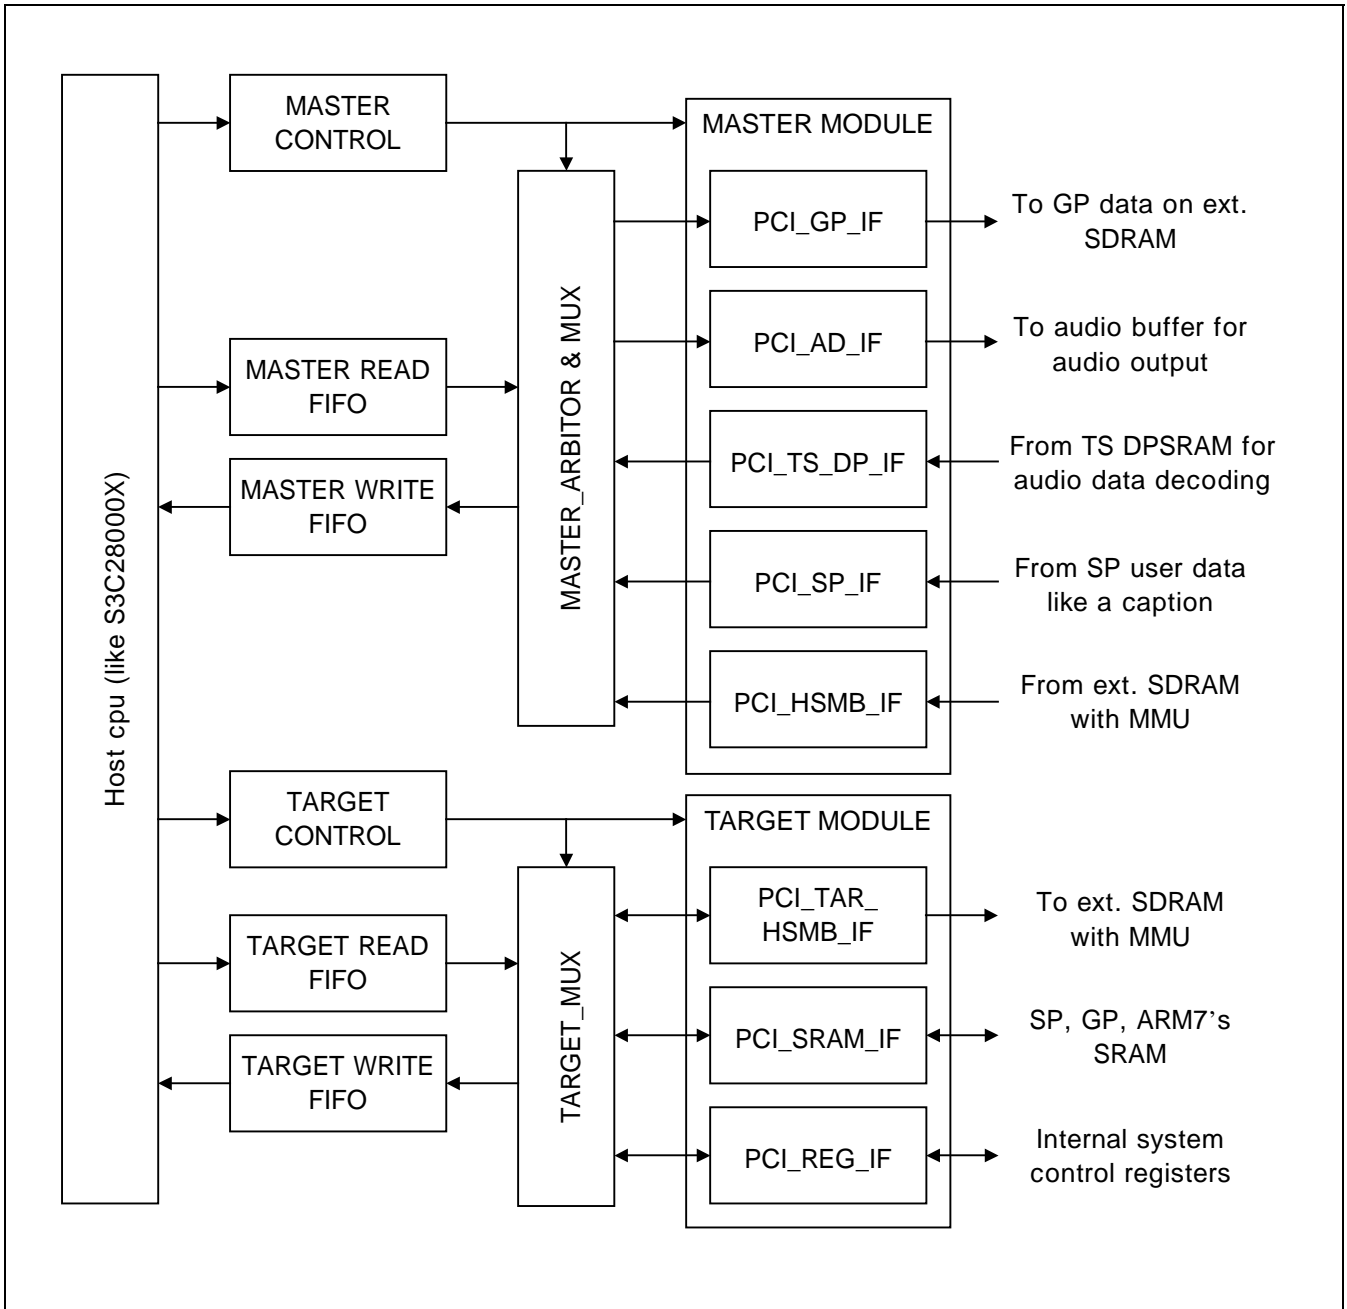 Host cpu (like S3C28000X)
MASTER
CONTROL
MASTER READ
FIFO
MASTER WRITE
FIFO
MASTER_ARBITOR & MUX
MASTER MODULE
PCI_GP_IF
To GP data on ext.
SDRAM
PCI_AD_IF
To audio buffer for
audio output
PCI_TS_DP_IF
From TS DPSRAM for
audio data decoding
PCI_SP_IF
From SP user data
like a caption
PCI_HSMB_IF
From ext. SDRAM
with MMU
TARGET
CONTROL
TARGET READ
FIFO
TARGET WRITE
FIFO
TARGET_MUX
TARGET MODULE
PCI_TAR_
HSMB_IF
To ext. SDRAM
with MMU
PCI_SRAM_IF
SP, GP, ARM7’s
SRAM
PCI_REG_IF
Internal system
control registers